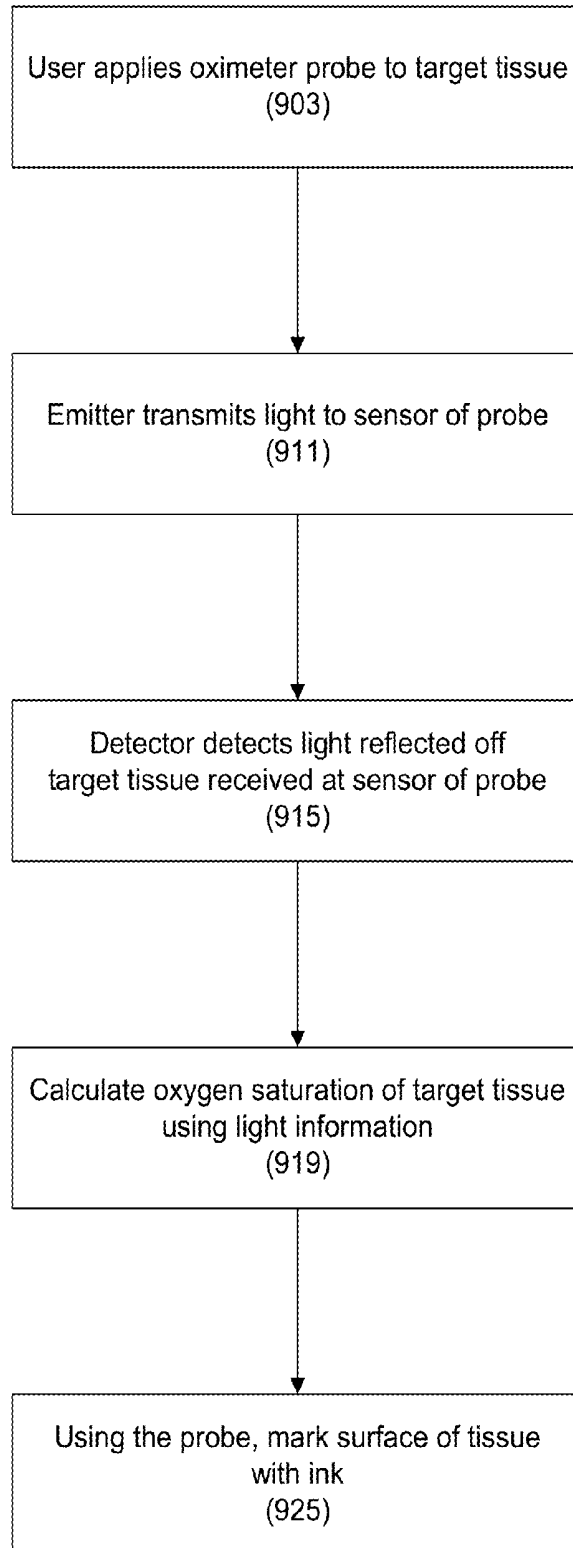 User applies oximeter probe to target tissue
(903)
Emitter transmits light to sensor of probe
(911)
Detector detects light reflected off
target tissue received at sensor of probe
(915)
Calculate oxygen saturation of target tissue
using light information
(919)
Using the probe, mark surface of tissue
with ink
(925)